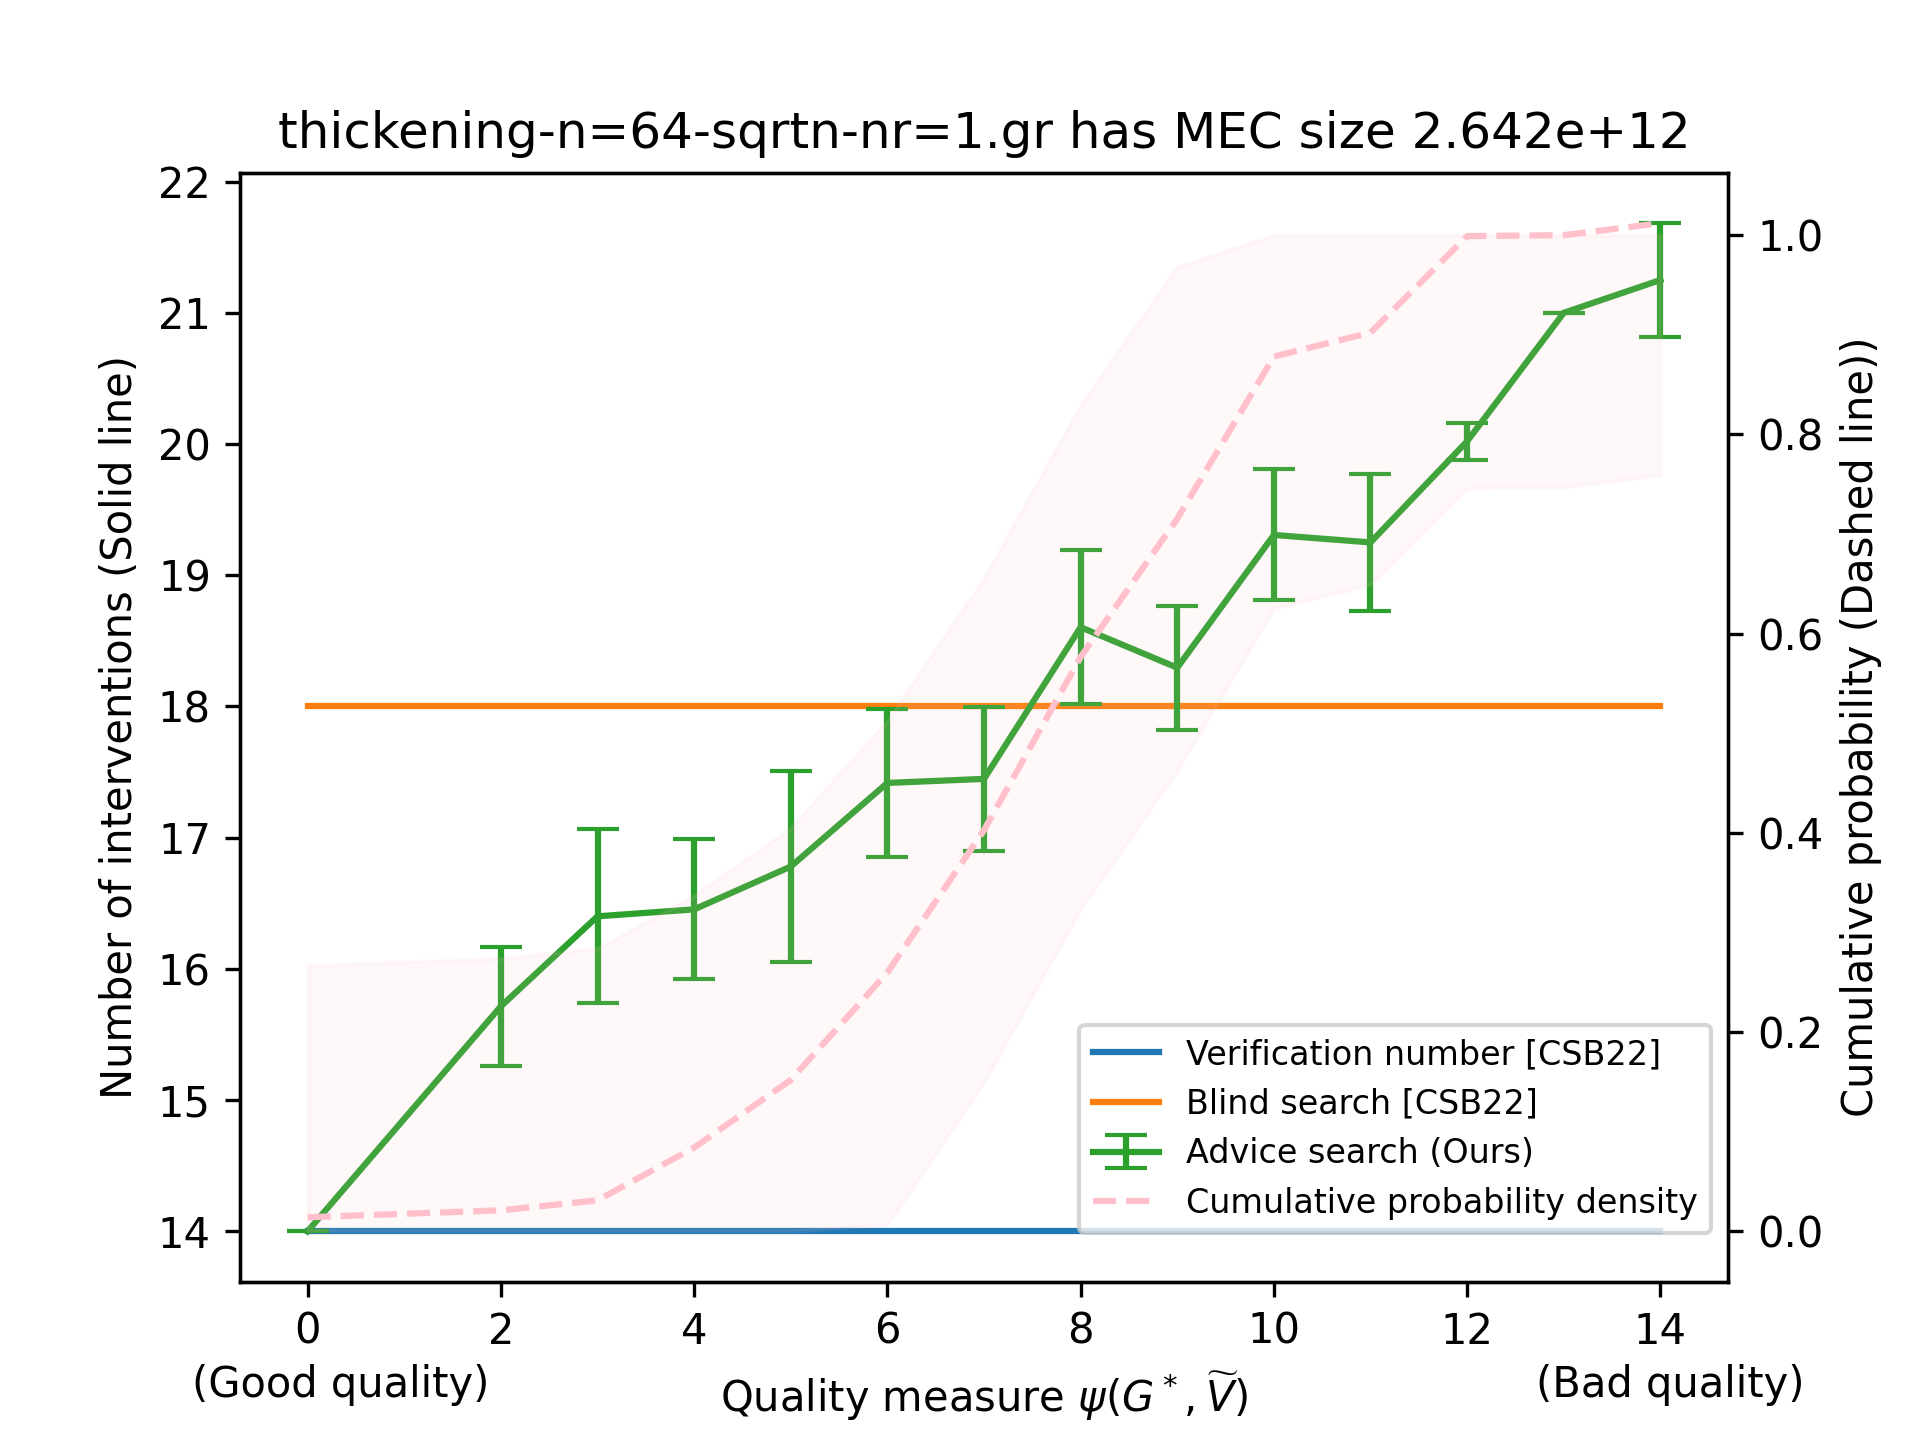 thickening-n=64-sqrtn-nr=1.gr has MEC size 2.642e+12
Number of interventions (Solid line)
22
21
20
19
18
17
16
15
14
1.0
0.8
0.6
0.4
0.2
0.0
Cumulative probability (Dashed line))
Verification number [CSB22]
Blind search [CSB22]
Advice search (Ours)
Cumulative probability density
0 2 4 6 8 10 12 14
(Good quality) Quality measure ψ(G*, Ṽ) (Bad quality)